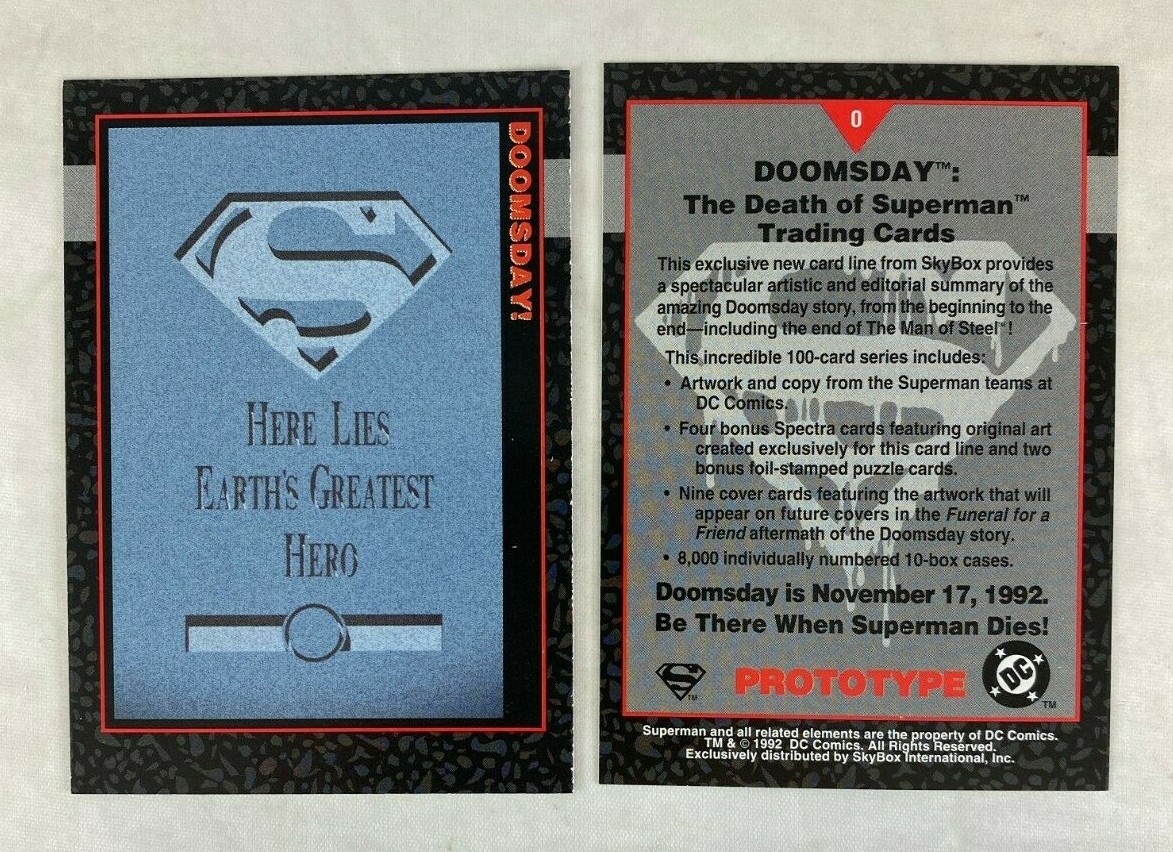 DOOMSDAY!
HERE LIES
EARTH'S GREATEST
HERO
0
DOOMSDAY™:
The Death of Superman™
Trading Cards
This exclusive new card line from SkyBox provides
a spectacular artistic and editorial summary of the
amazing Doomsday story, from the beginning to the
end—including the end of The Man of Steel™!
This incredible 100-card series includes:
• Artwork and copy from the Superman teams at
DC Comics.
• Four bonus Spectra cards featuring original art
created exclusively for this card line and two
bonus foil-stamped puzzle cards.
• Nine cover cards featuring the artwork that will
appear on future covers in the Funeral for a
Friend aftermath of the Doomsday story.
• 8,000 individually numbered 10-box cases.
Doomsday is November 17, 1992.
Be There When Superman Dies!
S™ PROTOTYPE DC™
Superman and all related elements are the property of DC Comics.
TM & © 1992 DC Comics. All Rights Reserved.
Exclusively distributed by SkyBox International, Inc.